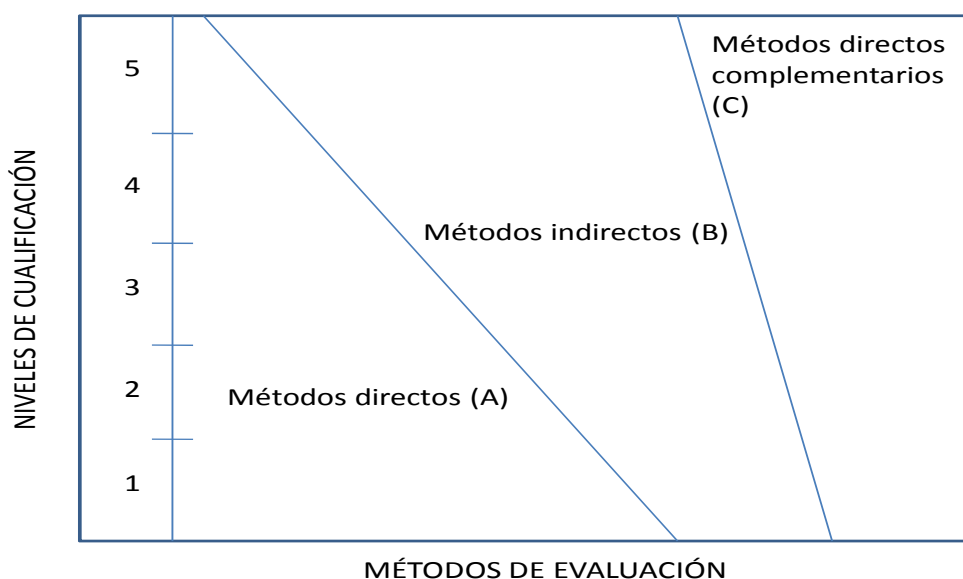 Métodos directos
complementarios
(C)
5
4
Métodos indirectos (B)
3
2
Métodos directos (A)
1
NIVELES DE CUALIFICACIÓN
MÉTODOS DE EVALUACIÓN